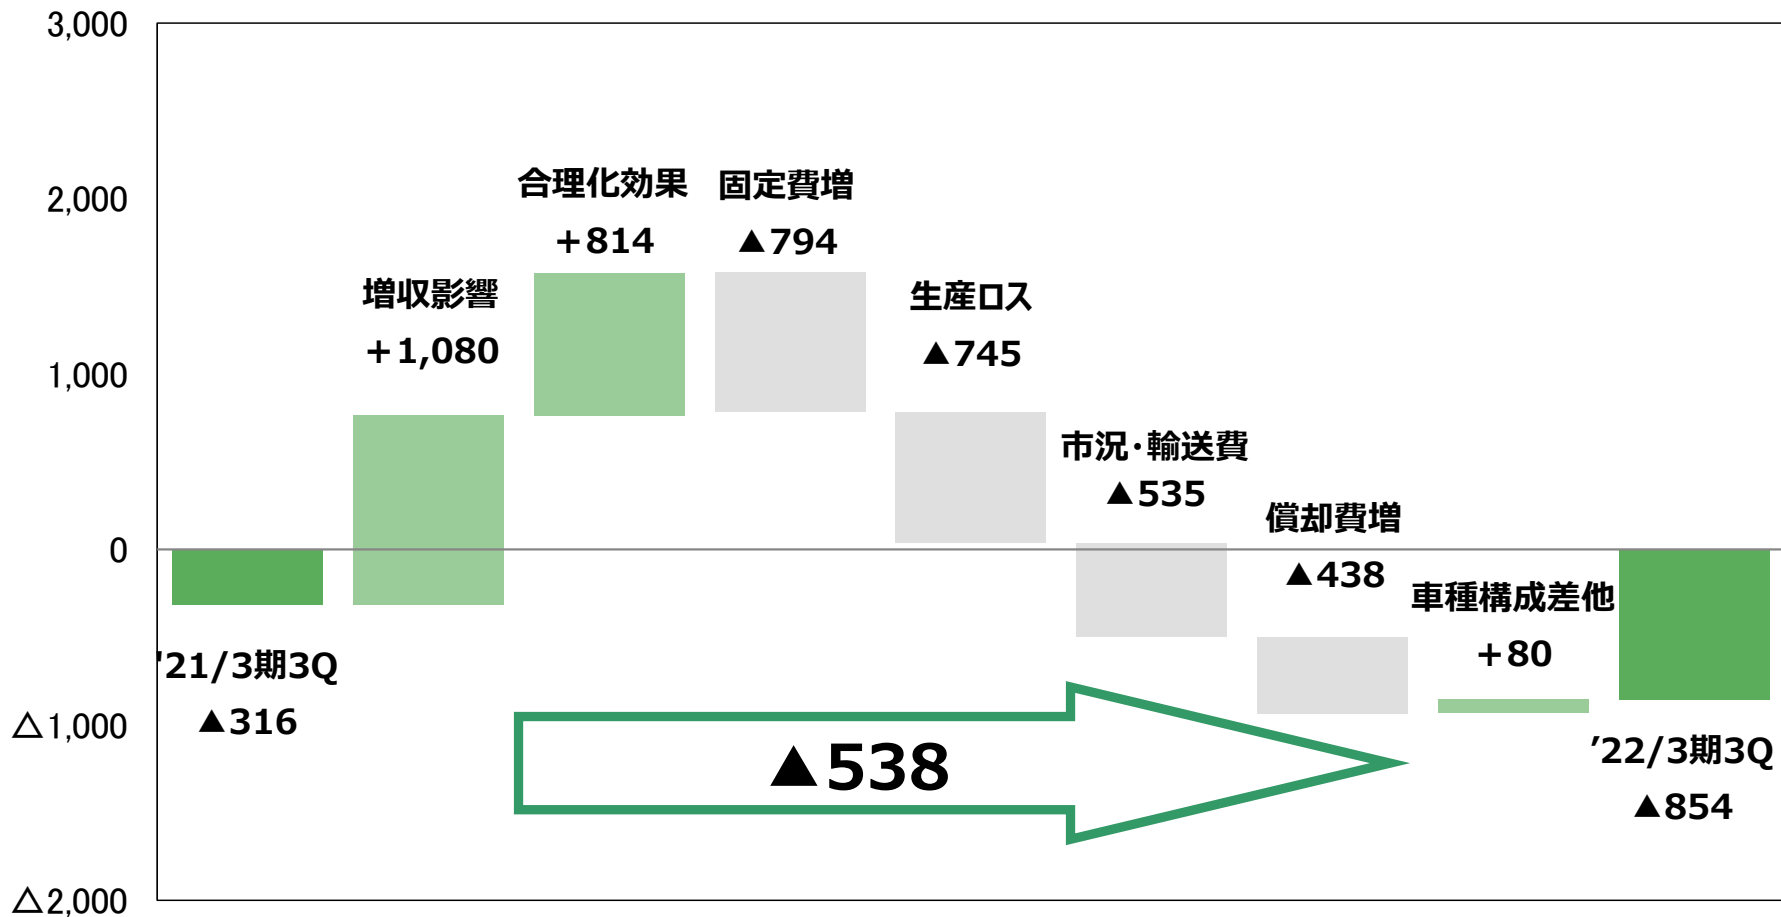 3,000
2,000
1,000
0
△1,000
△2,000
'21/3期3Q
▲316
増収影響
+1,080
合理化効果
+814
固定費増
▲794
生産ロス
▲745
市況・輸送費
▲535
償却費増
▲438
車種構成差他
+80
'22/3期3Q
▲854
▲538